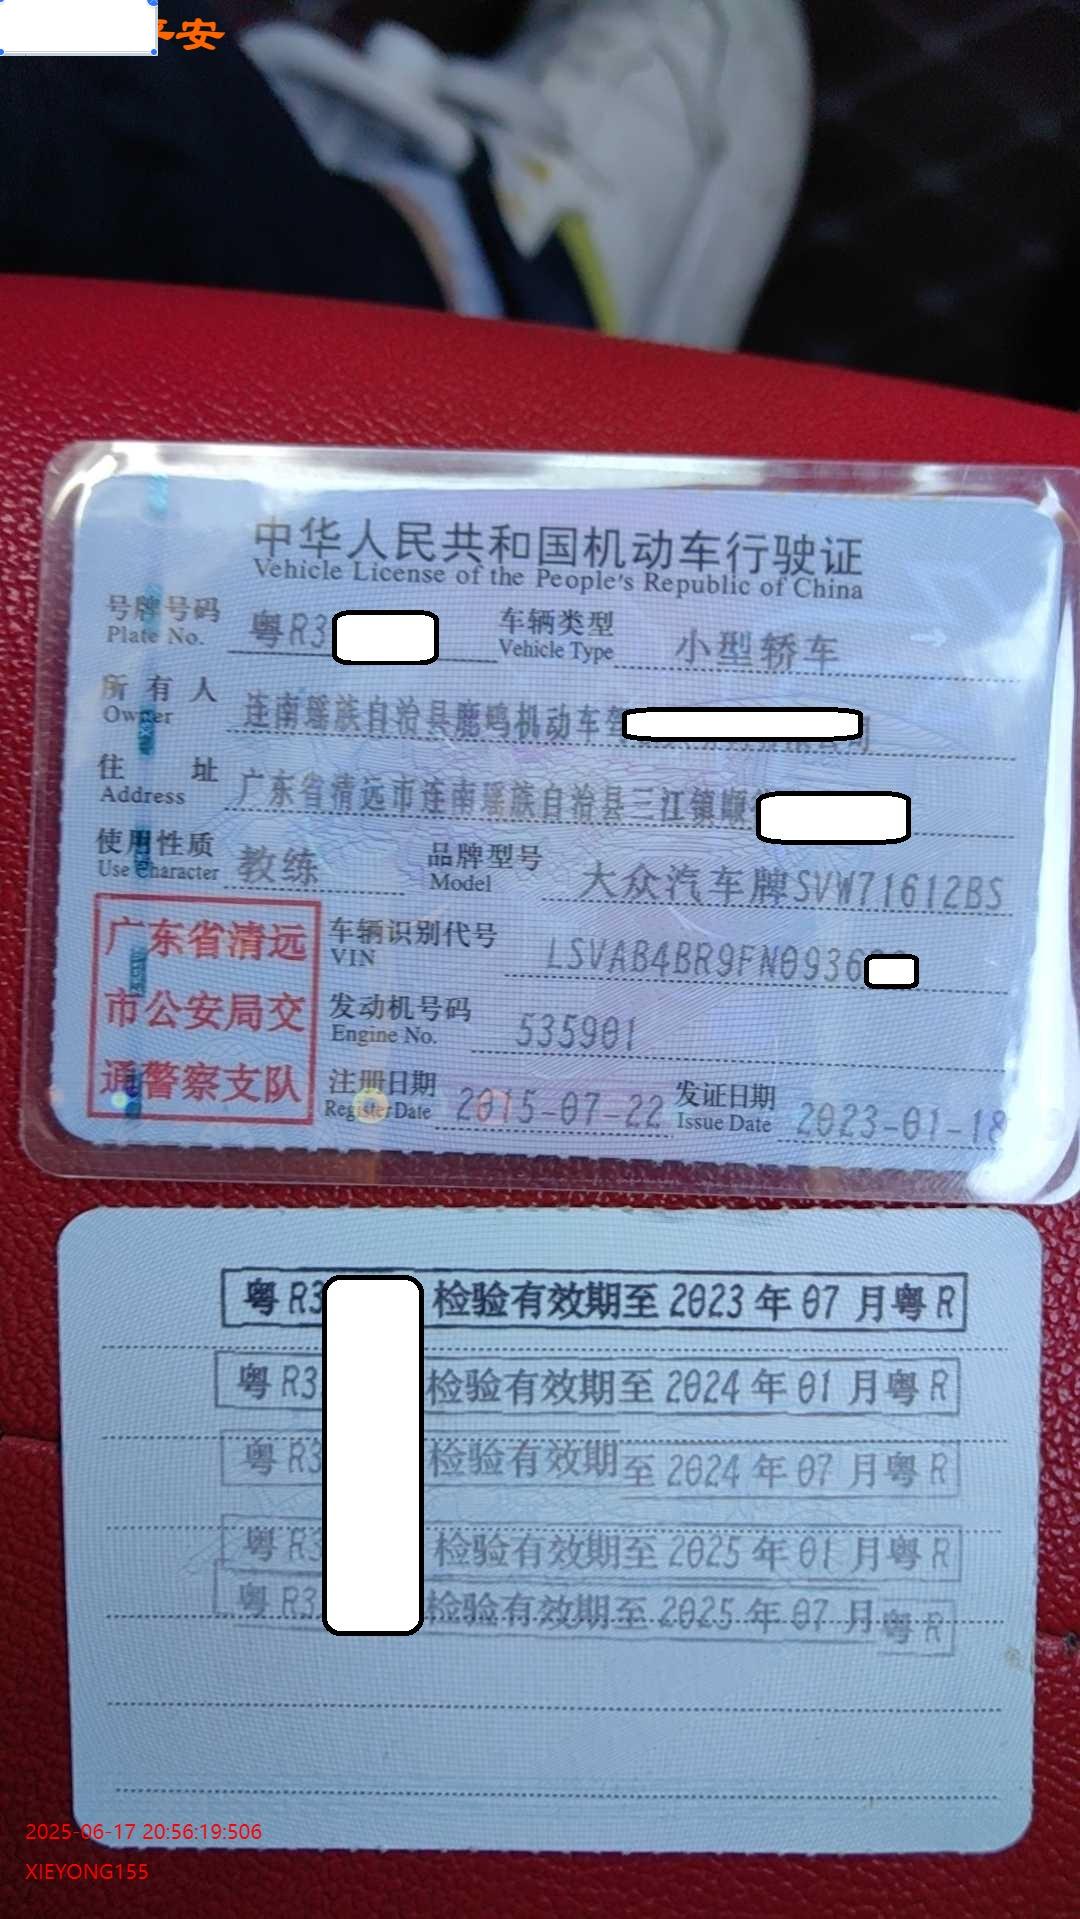 平安
中华人民共和国机动车行驶证
Vehicle License of the People's Republic of China
号牌号码 粤R3 车辆类型 小型轿车
Plate No. Vehicle Type
所有人 连南瑶族自治县鹿鸣机动车驾
Owner
住址 广东省清远市连南瑶族自治县三江镇顺
Address
使用性质 教练 品牌型号 大众汽车牌SVW71612BS
Use Character Model
广东省清远 车辆识别代号 LSVAB4BR9FN0936
VIN
市公安局交 发动机号码 535901
Engine No.
通警察支队 注册日期 2015-07-22 发证日期 2023-01-18
Register Date Issue Date
粤R3 检验有效期至2023年07月粤R
粤R3 检验有效期至2024年01月粤R
粤R3 检验有效期至2024年07月粤R
粤R3 检验有效期至2025年01月粤R
粤R3 检验有效期至2025年07月粤R
2025-06-17 20:56:19:506
XIEYONG155